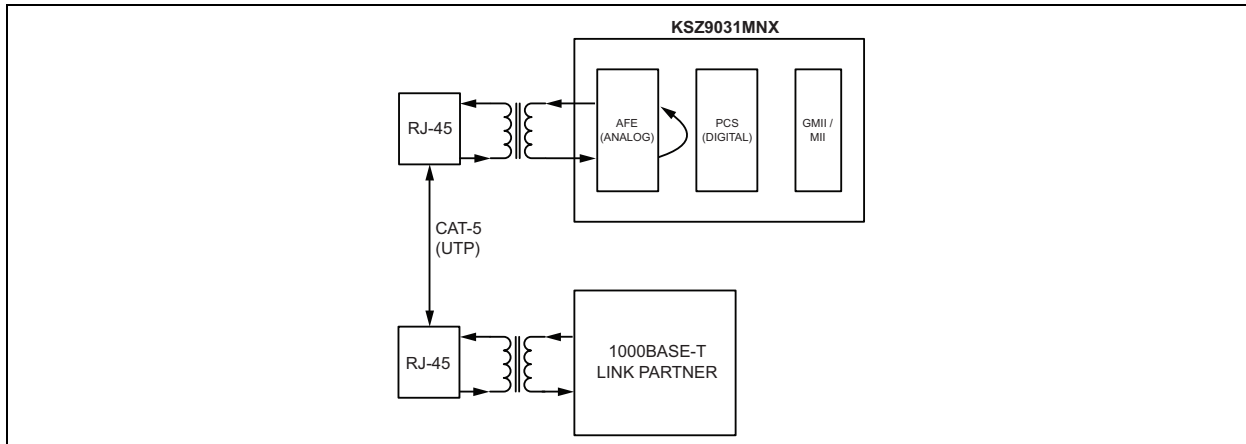 KSZ9031MNX
RJ-45
AFE
(ANALOG)
PCS
(DIGITAL)
GMII /
MII
CAT-5
(UTP)
RJ-45
1000BASE-T
LINK PARTNER